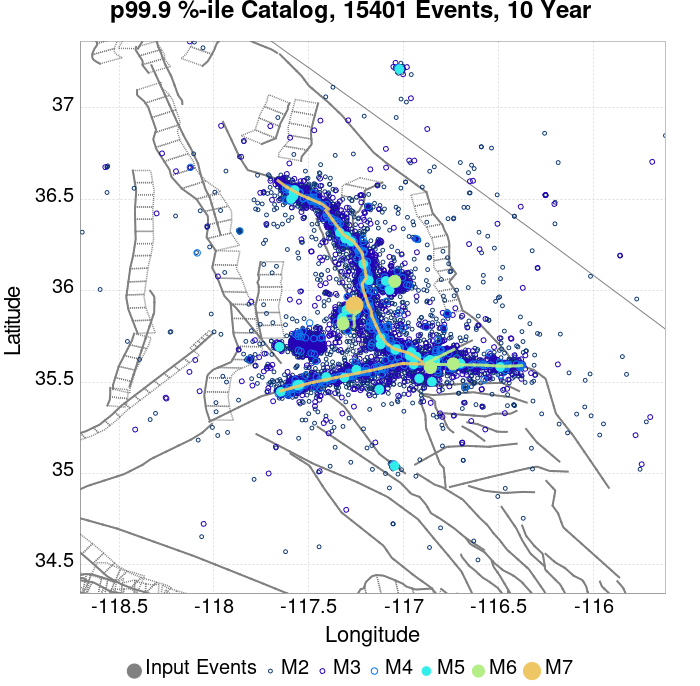 p99.9 %-ile Catalog, 15401 Events, 10 Year
Latitude
37
36.5
36
35.5
35
34.5
-118.5 -118 -117.5 -117 -116.5 -116
Longitude
Input Events M2 M3 M4 M5 M6 M7